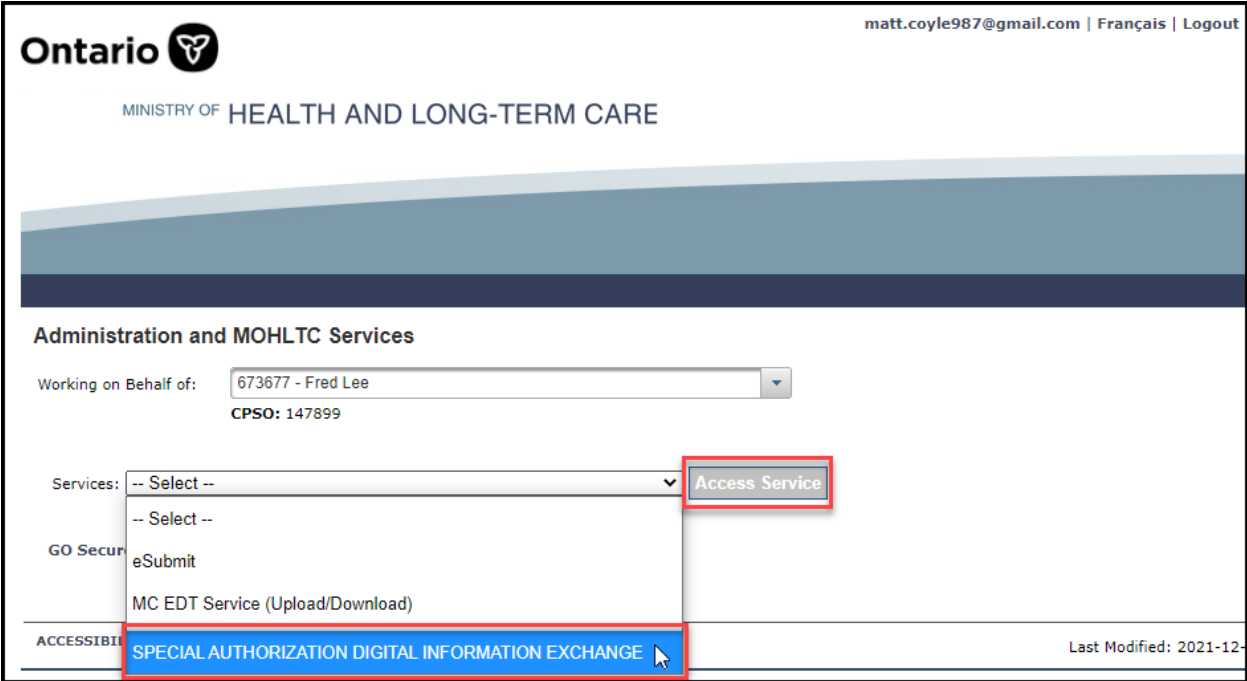 matt.coyle987@gmail.com | Français | Logout
Ontario
MINISTRY OF HEALTH AND LONG-TERM CARE
Administration and MOHLTC Services
Working on Behalf of: 673677 - Fred Lee
CPSO: 147899
Services: -- Select -- Access Service
-- Select --
GO Secur
eSubmit
MC EDT Service (Upload/Download)
ACCESSIBI
SPECIAL AUTHORIZATION DIGITAL INFORMATION EXCHANGE
Last Modified: 2021-12-